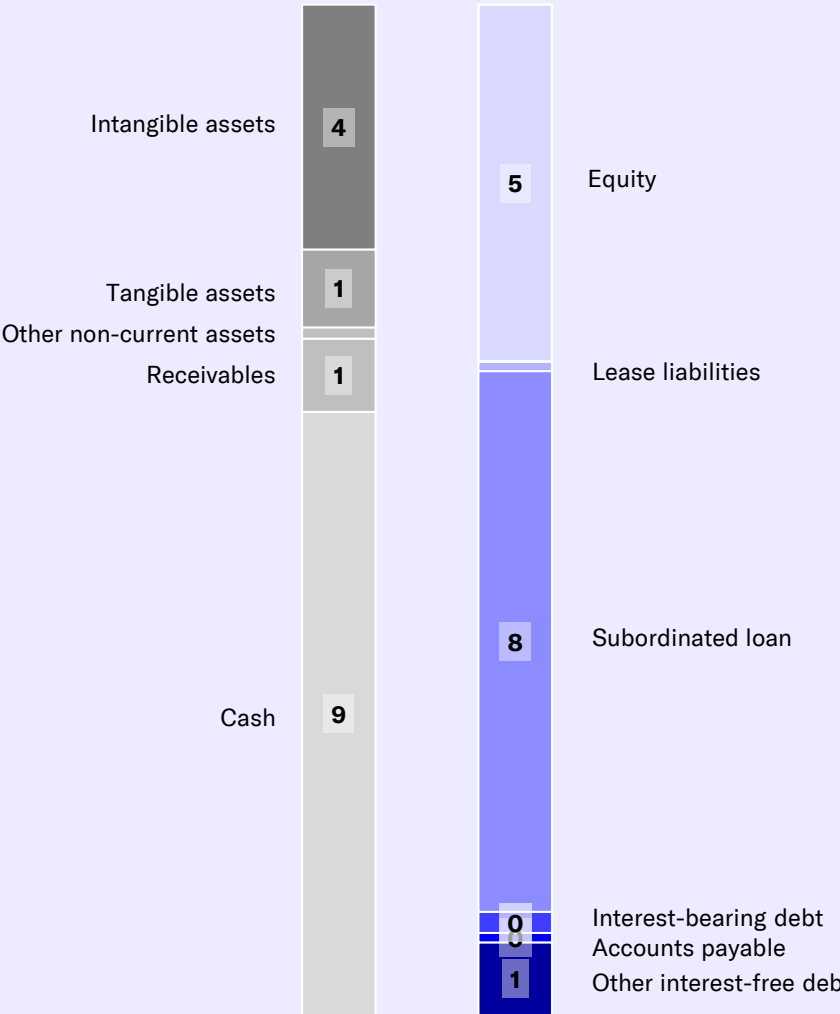 Intangible assets
4
Tangible assets
1
Other non-current assets
Receivables
1
Cash
9
5
Equity
Lease liabilities
8
Subordinated loan
0
Interest-bearing debt
0
Accounts payable
1
Other interest-free deb